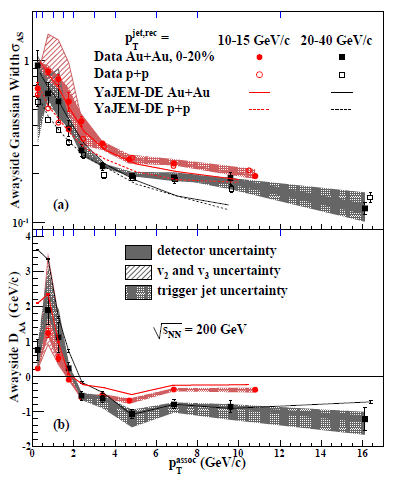 p_T^{jet,rec} 10-15 GeV/c 20-40 GeV/c
Data Au+Au, 0-20%
Data p+p
YaJEM-DE Au+Au
YaJEM-DE p+p
Awayside Gaussian Width σ_AS
1
10^{-1}
(a)
Awayside D_AA (GeV/c)
4
3
2
1
0
-1
-2
detector uncertainty
v_2 and v_3 uncertainty
trigger jet uncertainty
√s_NN = 200 GeV
(b)
0 2 4 6 8 10 12 14 16
p_T^{assoc} (GeV/c)